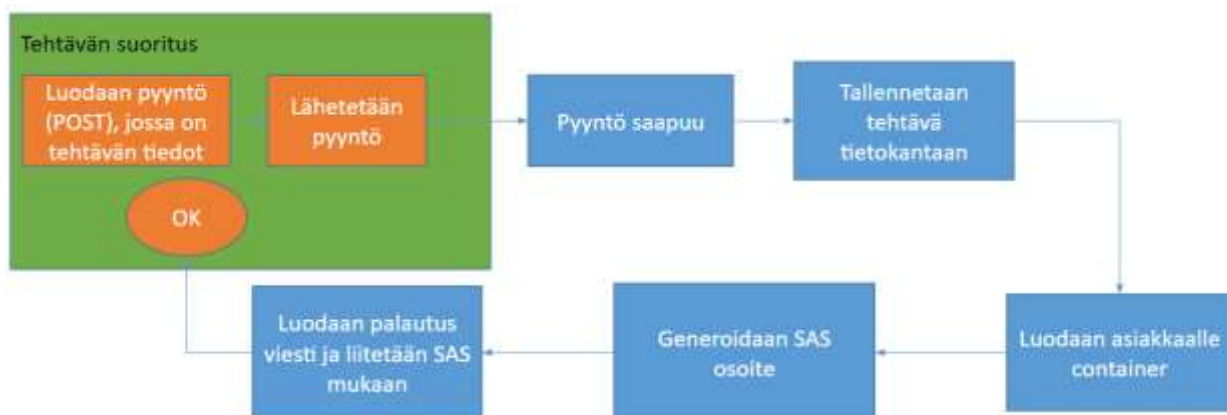 Tehtävän suoritus
Luodaan pyyntö
(POST), jossa on
tehtävän tiedot
Lähetetään
pyyntö
OK
Pyyntö saapuu
Tallennetaan
tehtävä
tietokantaan
Luodaan asiakkaalle
container
Generoidaan SAS
osoite
Luodaan palautus
viesti ja liitetään SAS
mukaan